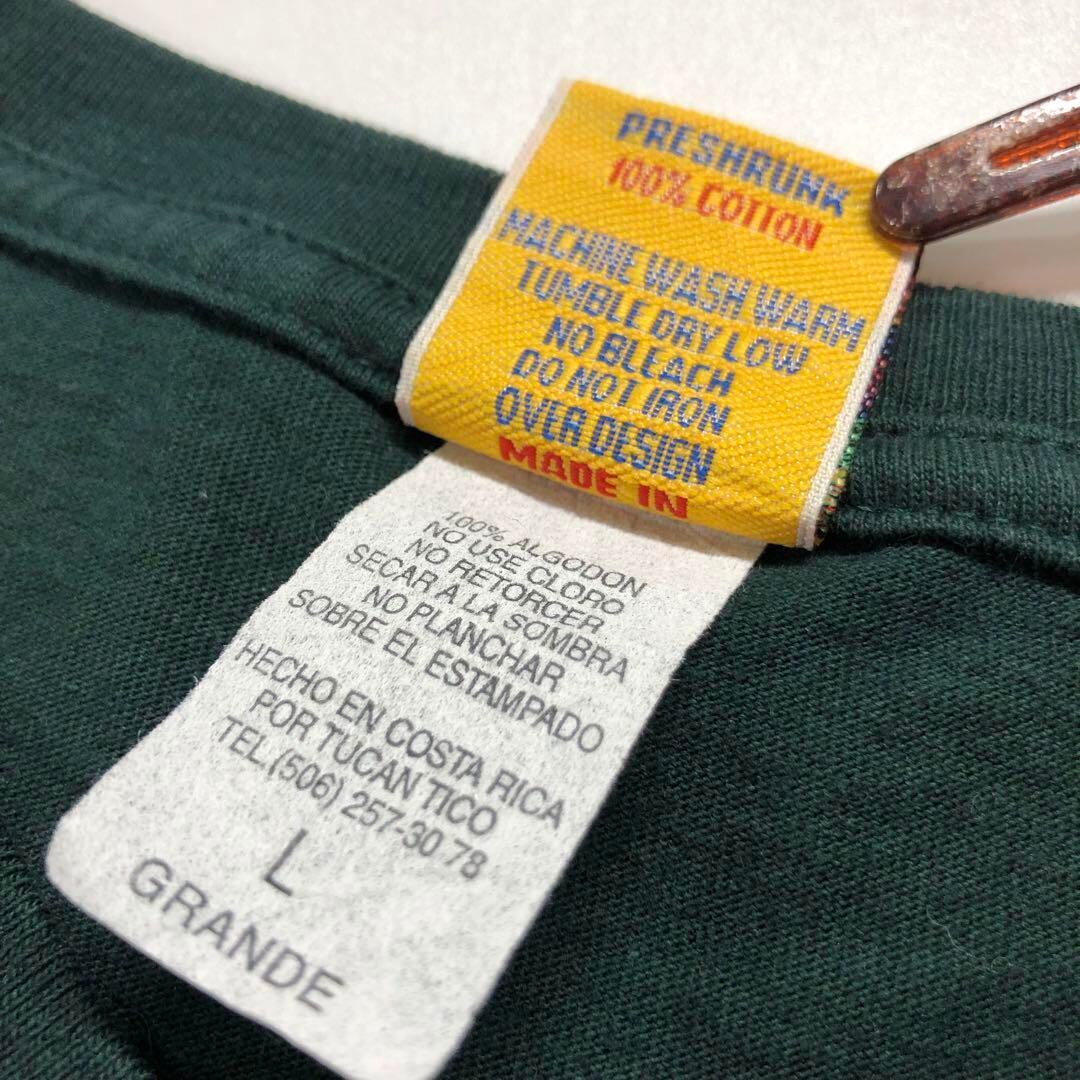 PRESHRUNK
100% COTTON
MACHINE WASH WARM
TUMBLE DRY LOW
NO BLEACH
DO NOT IRON
OVER DESIGN
MADE IN
100% ALGODON
NO USE CLORO
NO RETORCER
SECAR A LA SOMBRA
NO PLANCHAR
SOBRE EL ESTAMPADO
HECHO EN COSTA RICA
POR TUCAN TICO
TEL.(506) 257-30 78
L
GRANDE